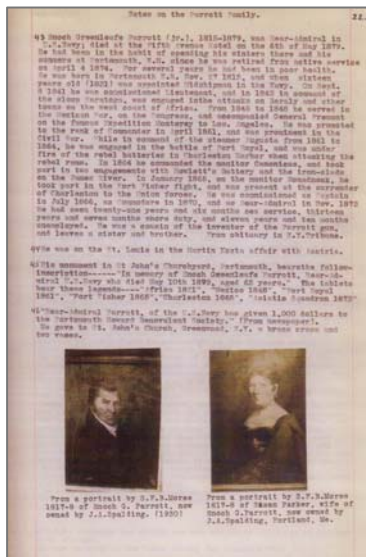 Notes on the Parrott Family.
43 Enoch Greenleafe Parrott (Jr.), 1815-1879, was Rear-Admiral in
U.S.Navy; died at the Fifth Avenue Hotel on the 8th of May 1879.
He had been in the habit of spending his winters there and his
summers at Portsmouth, N.H. since he was retired from active service
on April 4 1874. For several years he had been in poor health.
He was born in Portsmouth N.H. Nov. 27 1815, and when sixteen
years old (1831) was appointed Midshipman in the Navy. On Sept.
8 1841 he was commissioned Lieutenant, and in 1843 in command of
the sloop Saratoga, was engaged in the attacks on and other
towns on the west coast of Africa. From 1846 to 1848 he served in
the Mexican War, on the Congress, and accompanied General Fremont
on the famous Expedition Monterey to Los Angeles. He was promoted
to the rank of Commander in April 1861, and was prominent in the
Civil War. While in command of the steamer Augusta from 1861 to
1864, he was engaged in the battle of Port Royal, and was under
fire of the rebel batteries in Charleston Harbor when attacking the
rebel rams. In 1864 he commanded the monitor Canonicus, and took
part in two engagements with Howlett's Battery and the iron-clads
on the James River. In January 1865, on the monitor Monadnock, he
took part in the Fort Fisher fight, and was present at the surrender
of Charleston to the Union forces. He was commissioned as Captain
in July 1866, as Commodore in 1870, and as Rear-Admiral in Nov. 1873
He had seen twenty-one years and six months sea service, thirteen
years and seven months shore duty, and eleven years and ten months
unemployed. He was a cousin of the inventor of the Parrott gun,
and leaves a sister and brother. From obituary in N.Y.Tribune.
44 He was on the St. Louis in the Martin Koszta affair with Austria.
45 His monument in St. John's Churchyard, Portsmouth, bears the follow-
inscription-----"In memory of Enoch Greenleafe Parrott, Rear-Ad-
miral U.S.Navy who died May 10th 1879, aged 63 years." The tablets
bear these legends----"Africa "Mexico 1846" "Port Royal
1861", "Fort Fisher 1865", "Charleston 1865", "Asiatic Squadron 1872"
"Rear-Admiral Parrott, of the U.S.Navy has given 1,000 dollars to
the Portsmouth Howard Benevolent Society." (From newspaper).
He gave to St. John's Church, N.Y. a bronze cross and
two vases.
From a portrait by S.F.B.Morse
1817-8 of Enoch G. Parrott, now
owned by J.A.Spalding. (1930)
From a portrait by S.F.B.Morse
1817-8 of Susan Parker, wife of
Enoch G.Parrott, now owned by
J.A.Spalding, Portland, Me.